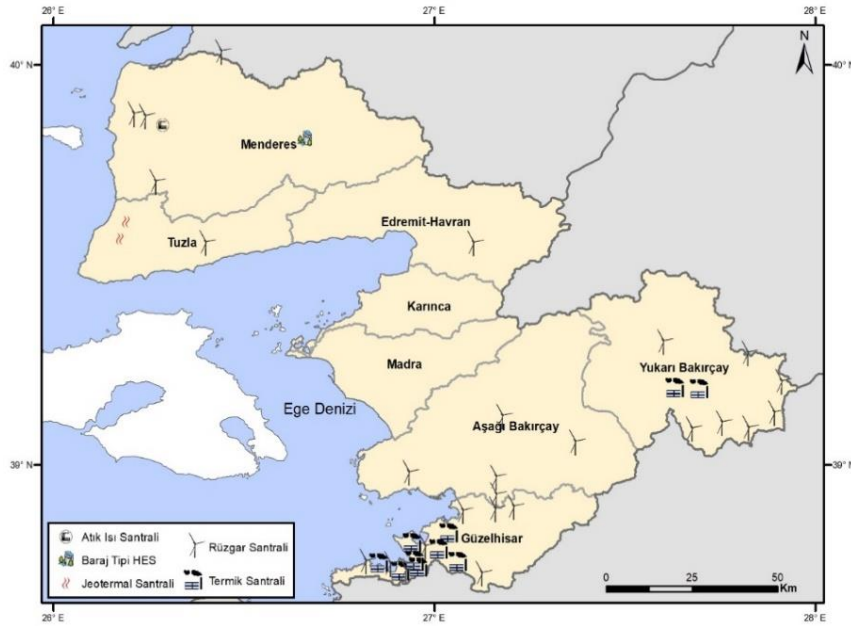 26° E
27° E
28° E
40° N
40° N
N
Menderes
Edremit-Havran
Tuzla
Karınca
Madra
Yukarı Bakırçay
Ege Denizi
Aşağı Bakırçay
39° N
39° N
Güzelhisar
Atık Isı Santrali
Baraj Tipi HES
Jeotermal Santrali
Rüzgar Santrali
Termik Santrali
0 25 50
Km
26° E
27° E
28° E